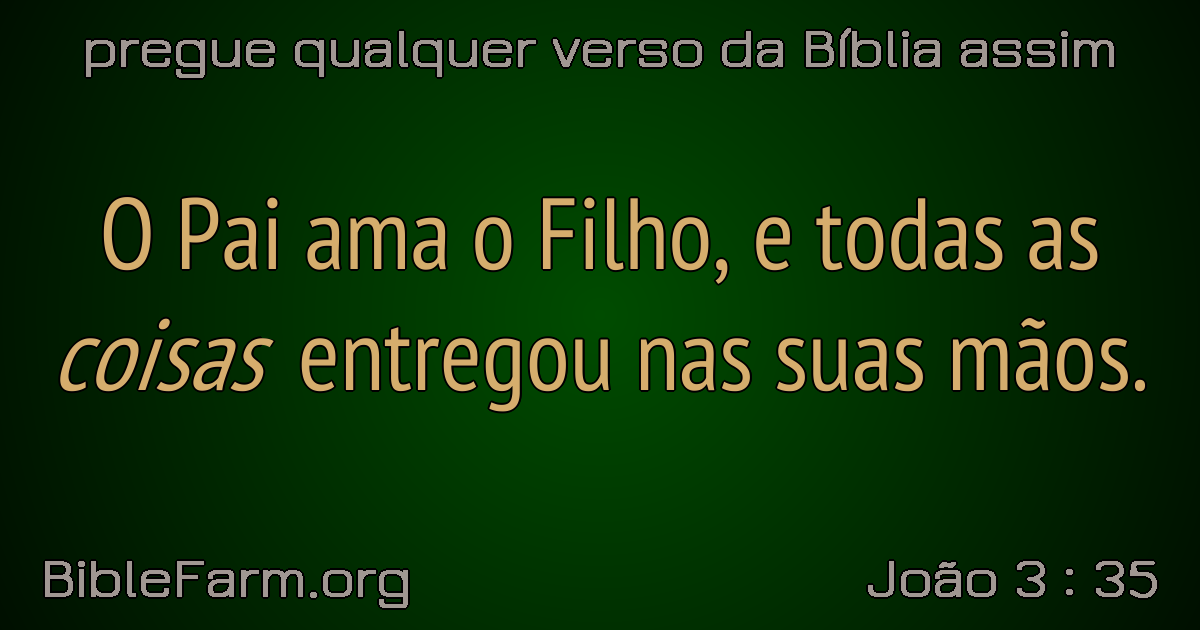 pregue qualquer verso da Bíblia assim
O Pai ama o Filho, e todas as
coisas entregou nas suas mãos.
BibleFarm.org
João 3 : 35